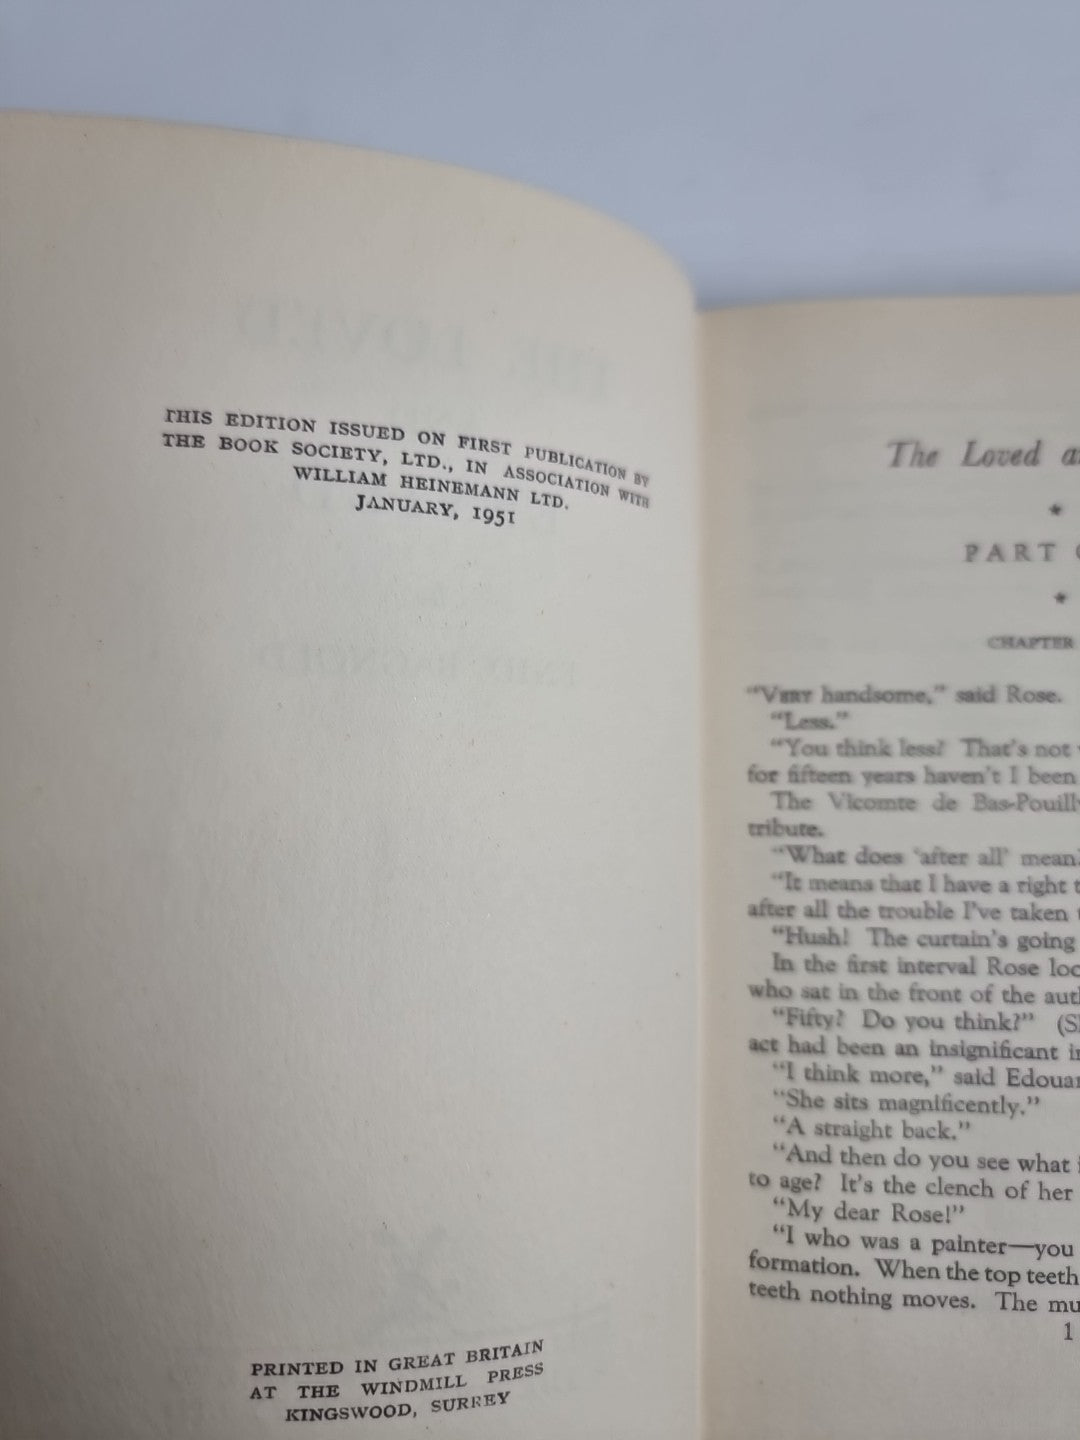 THIS EDITION ISSUED ON FIRST PUBLICATION BY
THE BOOK SOCIETY, LTD., IN ASSOCIATION WITH
WILLIAM HEINEMANN LTD.
JANUARY, 1951
PRINTED IN GREAT BRITAIN
AT THE WINDMILL PRESS
KINGSWOOD, SURREY
The Loved
★
PART
★
CHAPTER
“VERY handsome,” said Rose.
“Less.”
“You think less? That’s not
for fifteen years haven’t I been
The Vicomte de Bas-Pouilly
tribute.
“What does ‘after all’ mean?
“It means that I have a right
after all the trouble I’ve taken
“Hush! The curtain’s going
In the first interval Rose
who sat in the front of the
“Fifty? Do you think?”
act had been an insignificant
“I think more,” said
“She sits magnificently.”
“A straight back.”
“And then do you see what
to age? It’s the clench of her
“My dear Rose!”
“I who was a painter—you
formation. When the top teeth
teeth nothing moves. The
1